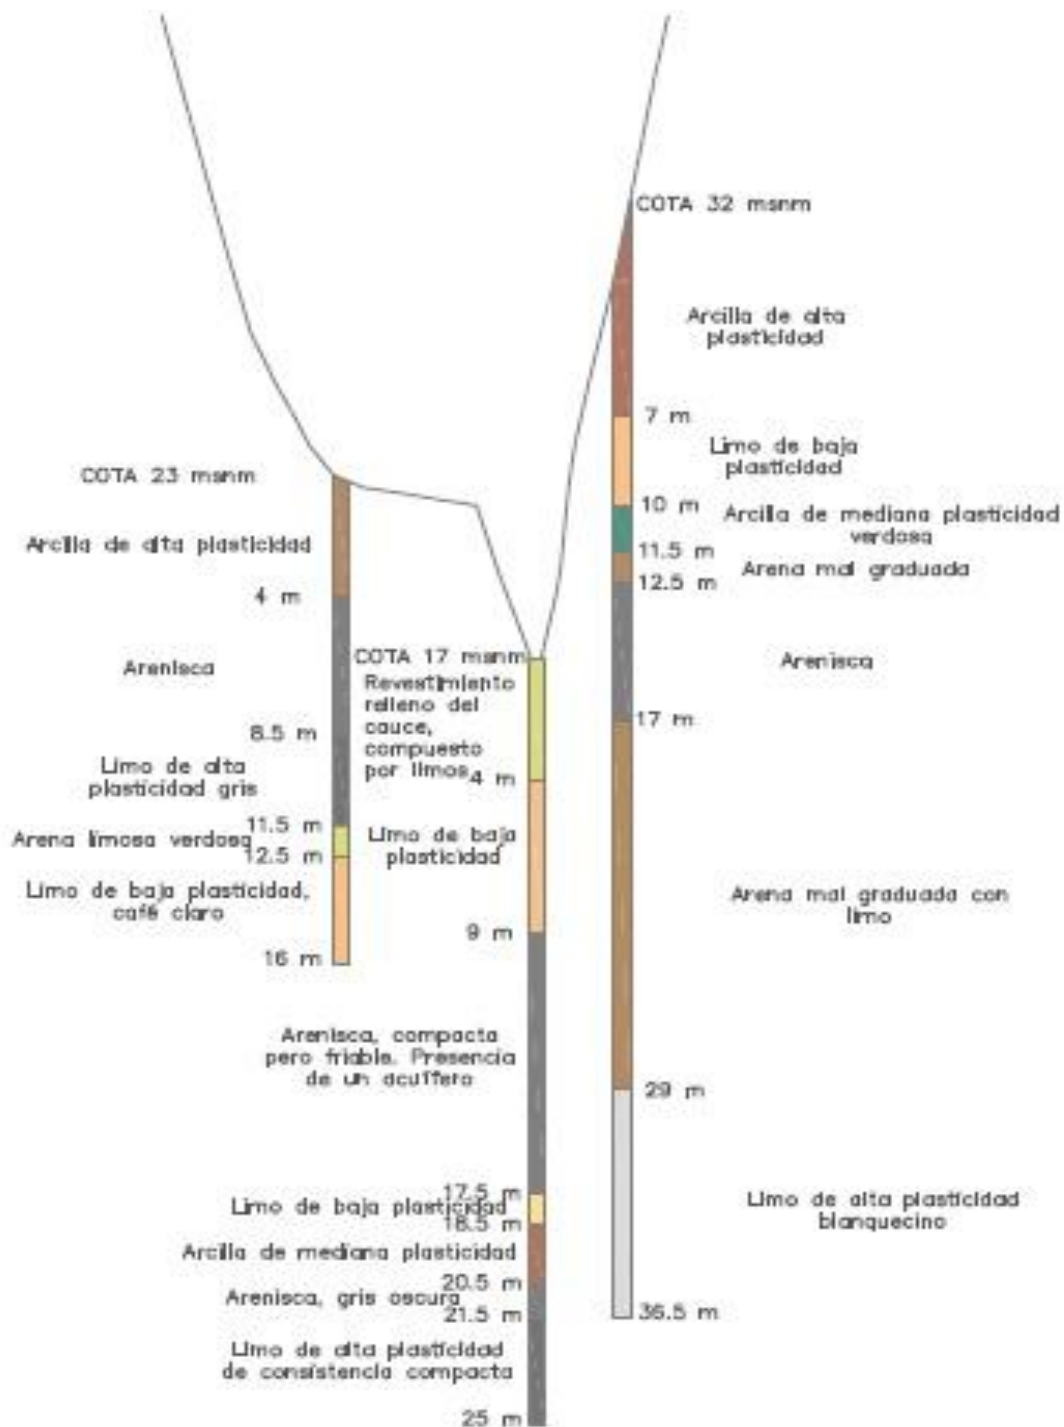 COTA 32 msnm
Arcilla de alta
plasticidad
7 m
Limo de baja
plasticidad
10 m
Arcilla de mediana plasticidad
verdosa
11.5 m
Arena mal graduada
12.5 m
Arenisca
17 m
Arena mal graduada con
limo
29 m
Limo de alta plasticidad
blanquecino
36.5 m
COTA 23 msnm
Arcilla de alta plasticidad
4 m
Arenisca
8.5 m
Limo de alta
plasticidad gris
11.5 m
Arena limosa verdosa
12.5 m
Limo de baja plasticidad,
café claro
16 m
COTA 17 msnm
Revestimiento
relleno del
cauce,
compuesto
por limos
4 m
Limo de baja
plasticidad
9 m
Arenisca, compacta
pero friable. Presencia
de un acuífero
17.5 m
Limo de baja plasticidad
18.5 m
Arcilla de mediana plasticidad
20.5 m
Arenisca, gris oscura
21.5 m
Limo de alta plasticidad
de consistencia compacta
25 m